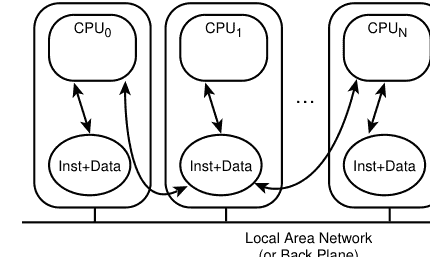 CPU0 CPU1 CPUN
...
Inst+Data Inst+Data Inst+Data
Local Area Network
(or Back Plane)